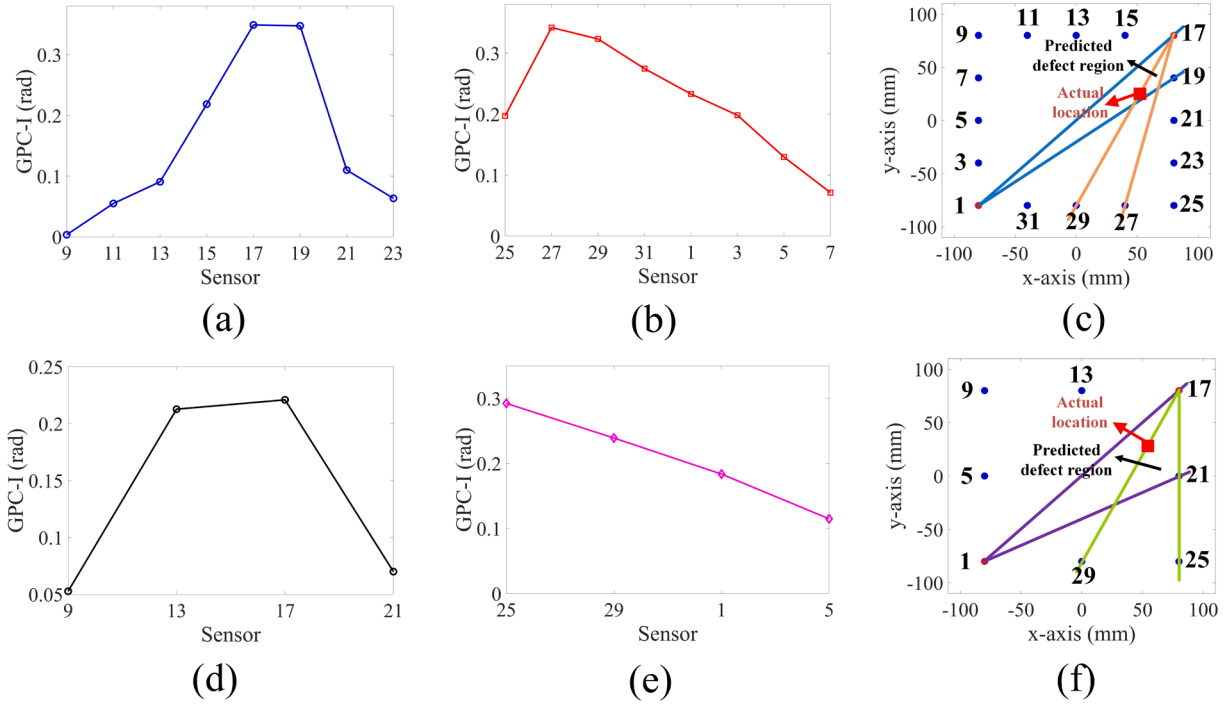 GPC-I (rad)
0.3
0.2
0.1
0
9 11 13 15 17 19 21 23
Sensor
(a)
GPC-I (rad)
0.3
0.2
0.1
0
25 27 29 31 1 3 5 7
Sensor
(b)
y-axis (mm)
100
50
0
-50
-100
9 11 13 15 17
Predicted
defect region
7 19
Actual
location
5 21
3 23
1 31 29 27 25
-100 -50 0 50 100
x-axis (mm)
(c)
GPC-I (rad)
0.25
0.2
0.15
0.1
0.05
9 13 17 21
Sensor
(d)
GPC-I (rad)
0.3
0.2
0.1
0
25 29 1 5
Sensor
(e)
y-axis (mm)
100
50
0
-50
-100
9 13 17
Actual
location
Predicted
defect region
5 21
1 29 25
-100 -50 0 50 100
x-axis (mm)
(f)